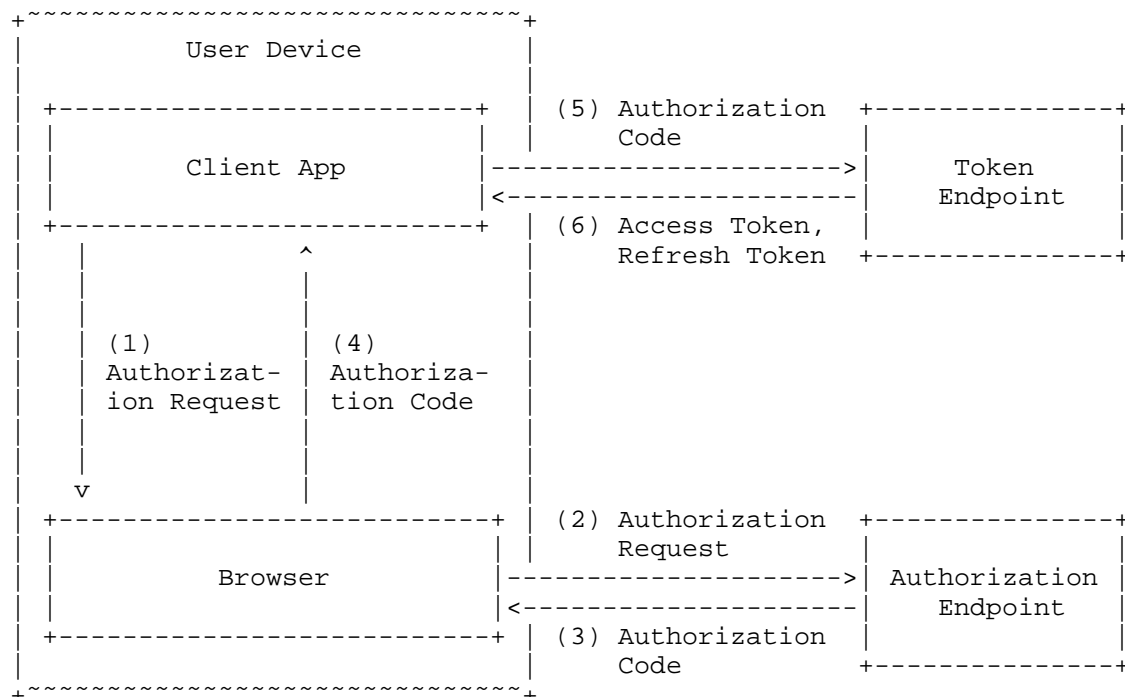 User Device
(5) Authorization
Code
Client App
Token
Endpoint
(6) Access Token,
Refresh Token
(1)
Authorizat-
ion Request
(4)
Authoriza-
tion Code
(2) Authorization
Request
Browser
Authorization
Endpoint
(3) Authorization
Code